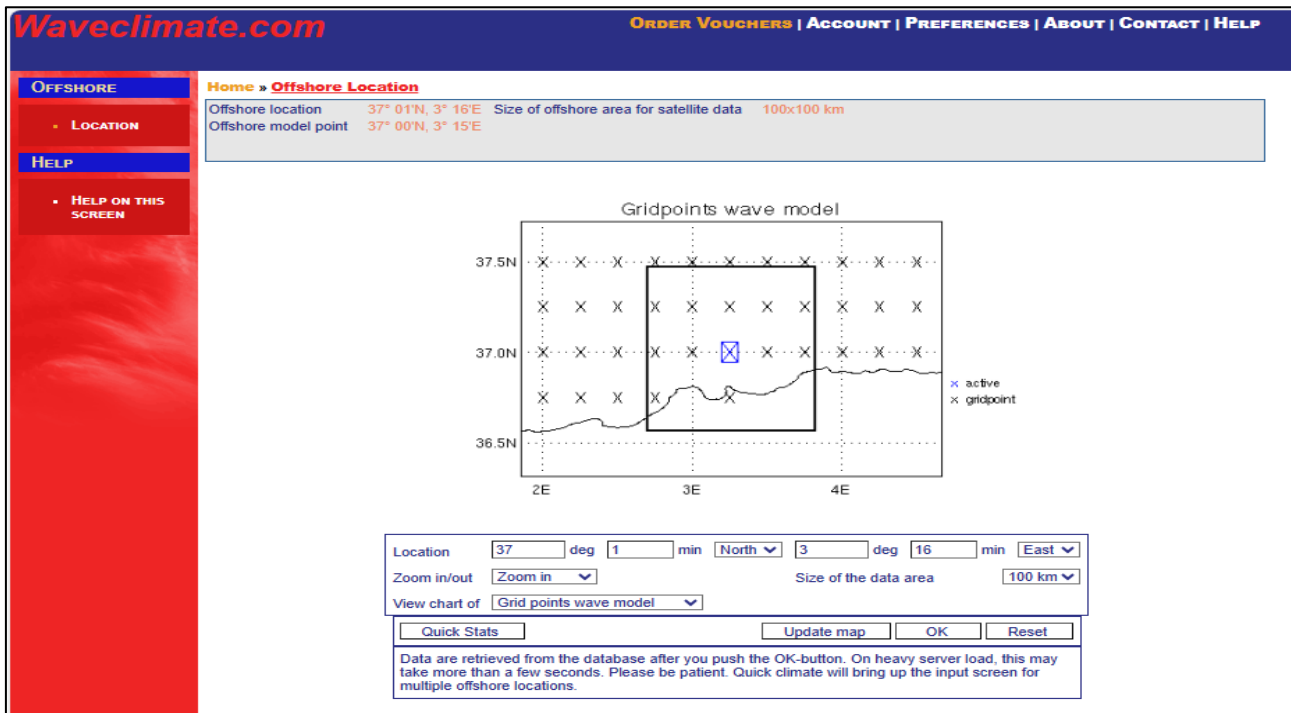 Waveclimate.com
ORDER VOUCHERS | ACCOUNT | PREFERENCES | ABOUT | CONTACT | HELP
OFFSHORE
LOCATION
HELP
HELP ON THIS
SCREEN
Home » Offshore Location
Offshore location 37° 01'N, 3° 16'E Size of offshore area for satellite data 100x100 km
Offshore model point 37° 00'N, 3° 15'E
Gridpoints wave model
37.5N
37.0N
36.5N
2E 3E 4E
x active
x gridpoint
Location 37 deg 1 min North 3 deg 16 min East
Zoom in/out Zoom in Size of the data area 100 km
View chart of Grid points wave model
Quick Stats Update map OK Reset
Data are retrieved from the database after you push the OK-button. On heavy server load, this may
take more than a few seconds. Please be patient. Quick climate will bring up the input screen for
multiple offshore locations.